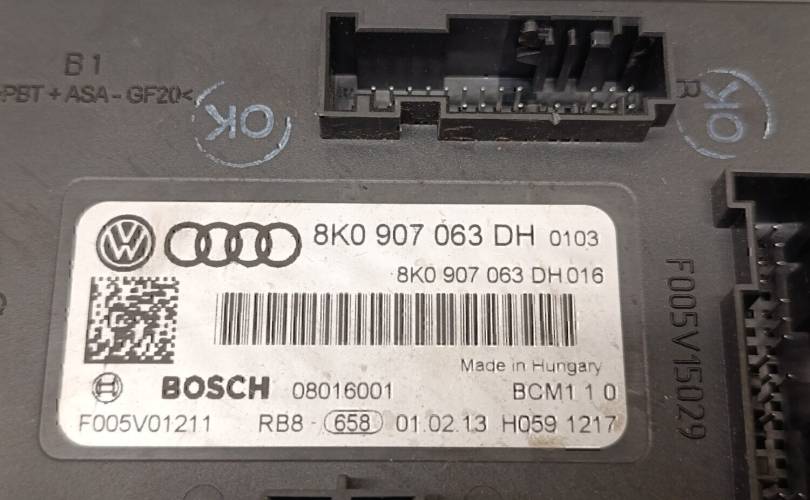 B1
>PBT + ASA - GF20<
OK
R
OK
8K0 907 063 DH 0103
8K0 907 063 DH 016
Made in Hungary
BOSCH 08016001 BCM1 1 0
F005V01211 RB8 - 658 01.02.13 H059 1217
F005V15029